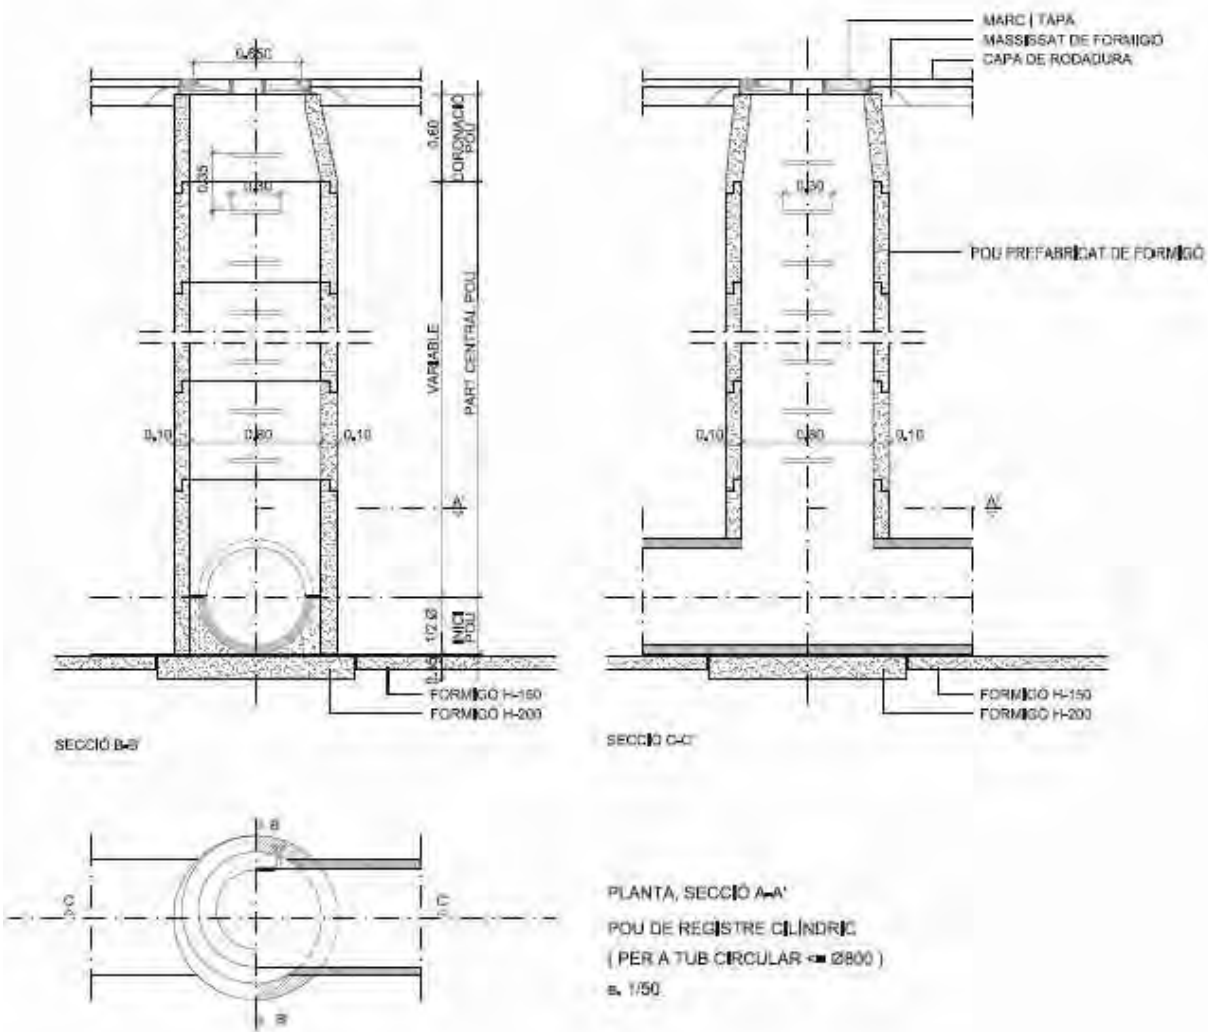 MARC I TAPA
MASSISSAT DE FORMIGÓ
CAPA DE RODADURA
0.650
0.60
CORONACIÓ
POU
0.35
0.30
VARIABLE
PART CENTRAL POU
0.10
0.80
0.10
A'
1/2 Ø
INICI
POU
FORMIGÓ H-150
FORMIGÓ H-200
SECCIÓ B-B'
0.30
POU PREFABRICAT DE FORMIGÓ
0.10
0.80
0.10
A'
FORMIGÓ H-150
FORMIGÓ H-200
SECCIÓ C-C'
B
C
C'
B'
PLANTA, SECCIÓ A-A'
POU DE REGISTRE CILÍNDRIC
( PER A TUB CIRCULAR <= Ø800 )
e. 1/50